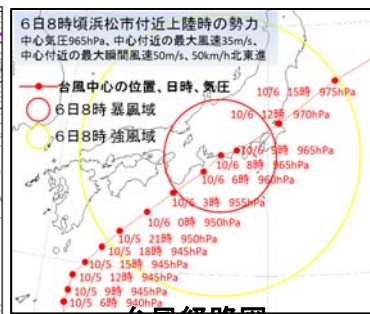 6日8時頃浜松市付近上陸時の勢力
中心気圧965hPa、中心付近の最大風速35m/s、
中心付近の最大瞬間風速50m/s、50km/h北東進
台風中心の位置、日時、気圧
6日8時 暴風域
6日8時 強風域
10/6 15時 975hPa
10/6 12時 970hPa
10/6 9時 965hPa
10/6 8時 965hPa
10/6 6時 960hPa
10/6 3時 955hPa
10/6 0時 950hPa
10/5 21時 950hPa
10/5 18時 945hPa
10/5 15時 945hPa
10/5 12時 945hPa
10/5 9時 945hPa
10/5 6時 940hPa
台風経路図